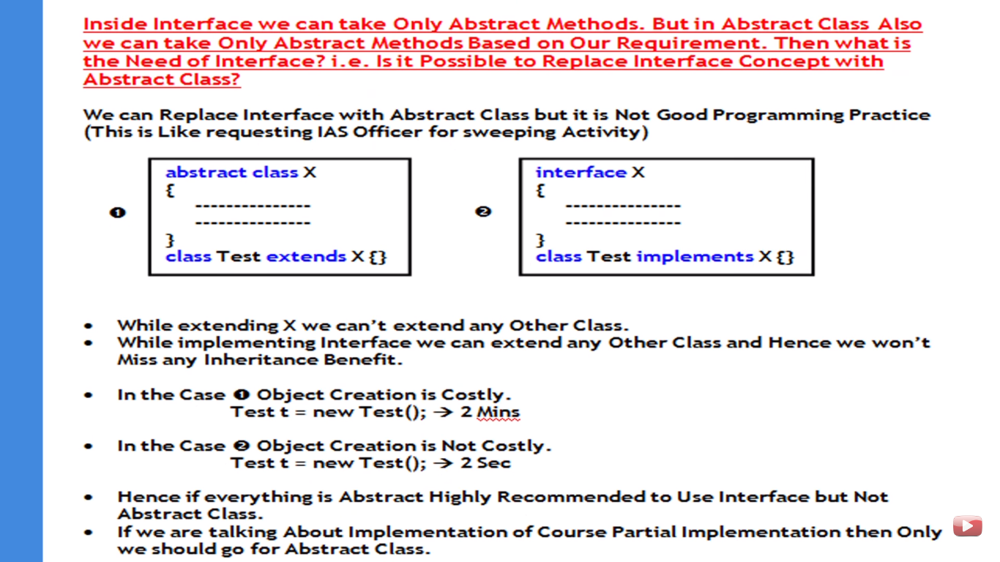 Inside Interface we can take Only Abstract Methods. But in Abstract Class Also
we can take Only Abstract Methods Based on Our Requirement. Then what is
the Need of Interface? i.e. Is it Possible to Replace Interface Concept with
Abstract Class?
We can Replace Interface with Abstract Class but it is Not Good Programming Practice
(This is Like requesting IAS Officer for sweeping Activity)
❶
abstract class X
{
---------------
---------------
}
class Test extends X {}
❷
interface X
{
---------------
---------------
}
class Test implements X {}
• While extending X we can’t extend any Other Class.
• While implementing Interface we can extend any Other Class and Hence we won’t
Miss any Inheritance Benefit.
• In the Case ❶ Object Creation is Costly.
Test t = new Test(); → 2 Mins
• In the Case ❷ Object Creation is Not Costly.
Test t = new Test(); → 2 Sec
• Hence if everything is Abstract Highly Recommended to Use Interface but Not
Abstract Class.
• If we are talking About Implementation of Course Partial Implementation then Only
we should go for Abstract Class.